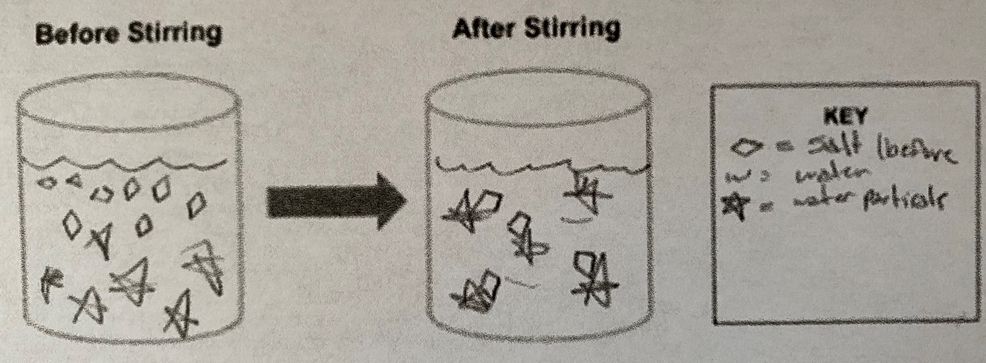 Before Stirring
After Stirring
KEY
◇ = Salt (before
w = water
☆ = water particals